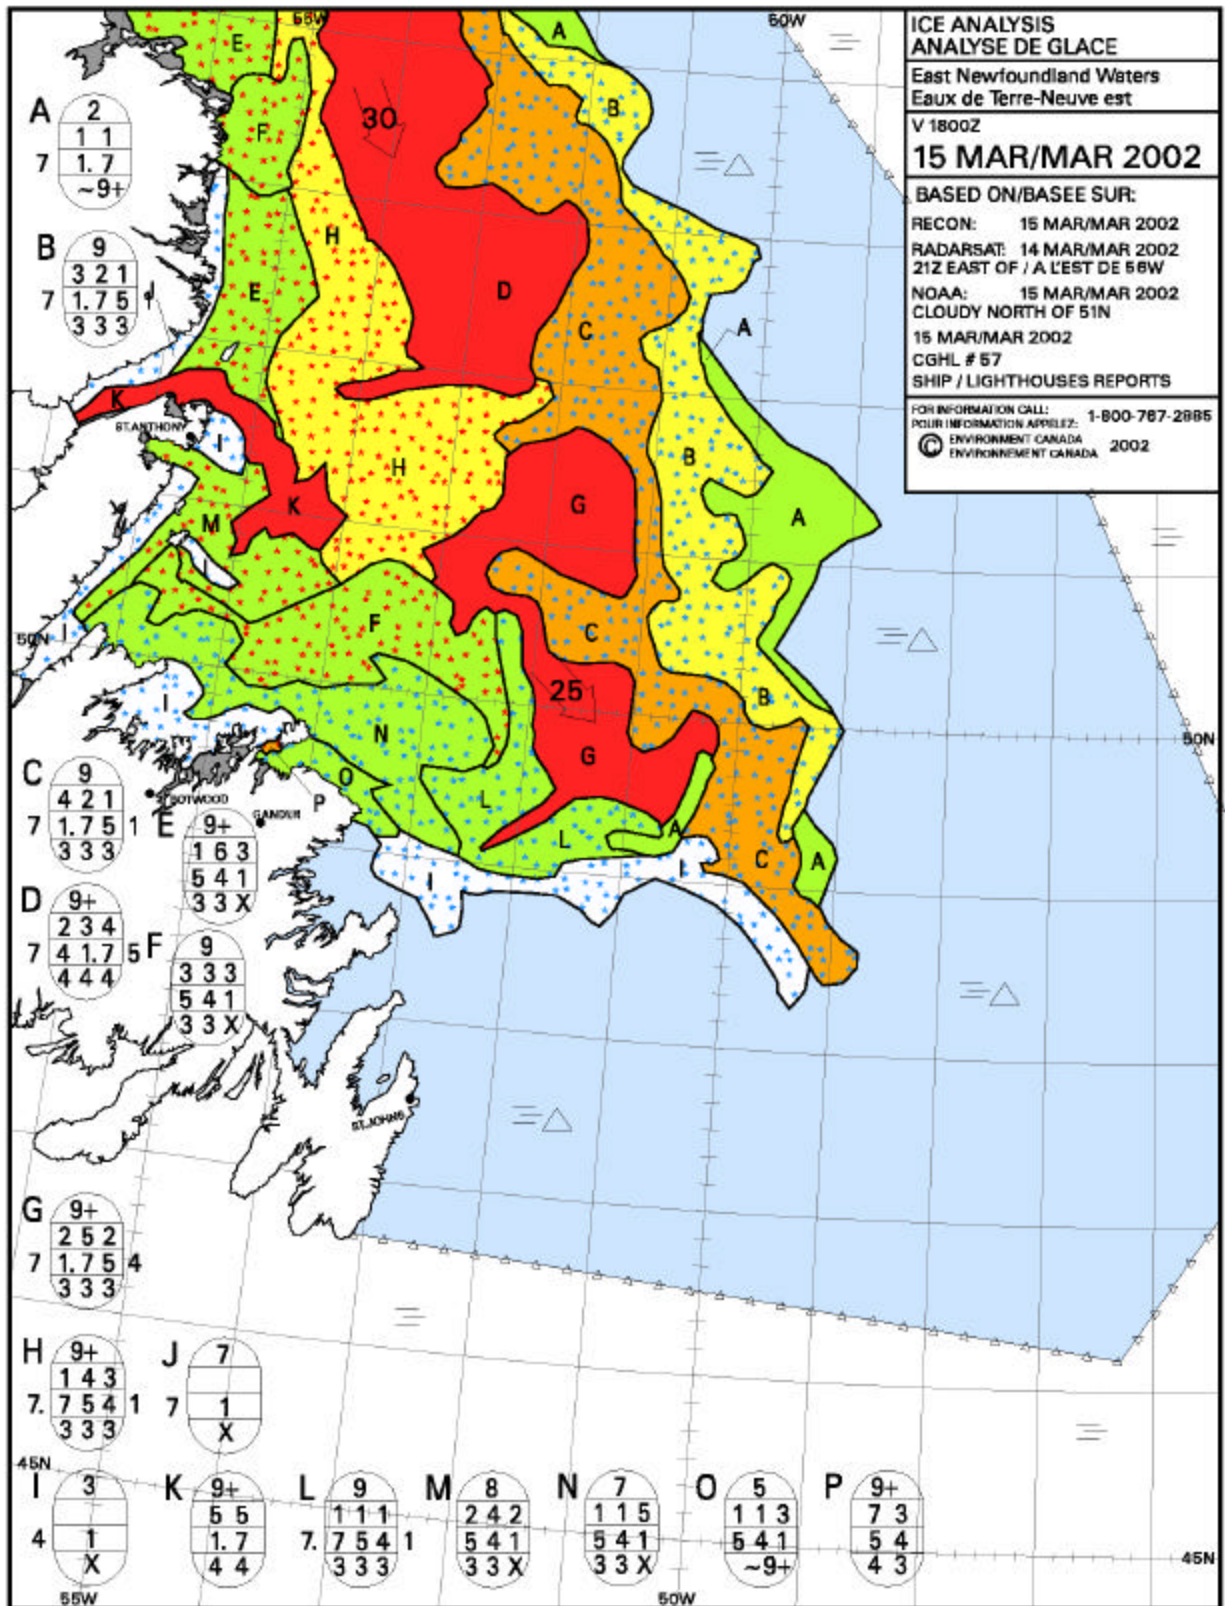 55W
60W
ICE ANALYSIS
ANALYSE DE GLACE
East Newfoundland Waters
Eaux de Terre-Neuve est
V 1800Z
15 MAR/MAR 2002
BASED ON/BASEE SUR:
RECON: 15 MAR/MAR 2002
RADARSAT: 14 MAR/MAR 2002
21Z EAST OF / A L'EST DE 56W
NOAA: 15 MAR/MAR 2002
CLOUDY NORTH OF 51N
15 MAR/MAR 2002
CGHL # 57
SHIP / LIGHTHOUSES REPORTS
FOR INFORMATION CALL:
POUR INFORMATION APPELEZ: 1-800-767-2885
© ENVIRONMENT CANADA
ENVIRONNEMENT CANADA 2002
A
2
1 1
7 1. 7
~9+
B
9
3 2 1
7 1. 7 5
3 3 3
J
E
A
F
B
30
H
E
D
C
A
K
ST.ANTHONY
I
H
B
G
A
K
M
I
F
C
50N
I
25
B
I
N
G
50N
O
L
P
BOTWOOD
GANDER
L
A
C
A
I
I
C
9
4 2 1
7 1. 7 5 1
3 3 3
E
9+
1 6 3
5 4 1
3 3 X
D
9+
2 3 4
7 4 1. 7 5
4 4 4
F
9
3 3 3
5 4 1
3 3 X
ST.JOHNS
G
9+
2 5 2
7 1. 7 5 4
3 3 3
H
9+
1 4 3
7. 7 5 4 1
3 3 3
J
7
7 1
X
45N
I
3
4 1
X
K
9+
5 5
1. 7
4 4
L
9
1 1 1
7. 7 5 4 1
3 3 3
M
8
2 4 2
5 4 1
3 3 X
N
7
1 1 5
5 4 1
3 3 X
O
5
1 1 3
5 4 1
~9+
P
9+
7 3
5 4
4 3
45N
55W
50W